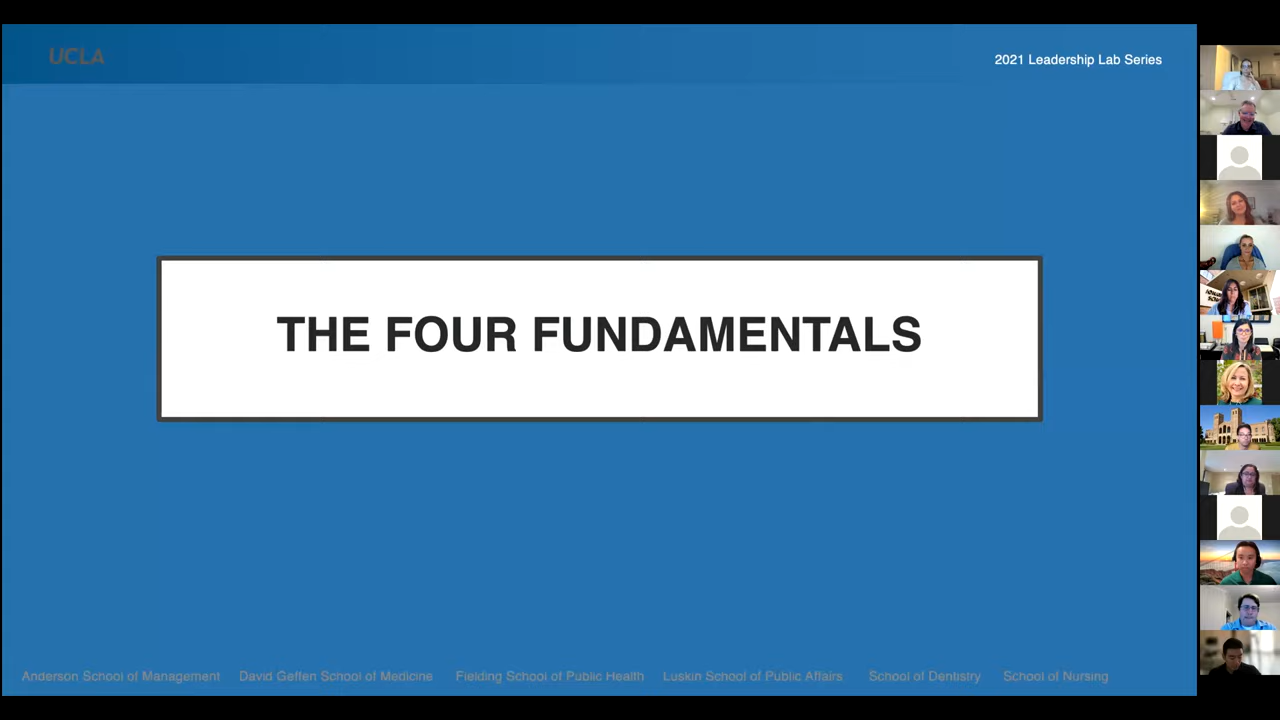 UCLA
2021 Leadership Lab Series
THE FOUR FUNDAMENTALS
Anderson School of Management David Geffen School of Medicine Fielding School of Public Health Luskin School of Public Affairs School of Dentistry School of Nursing